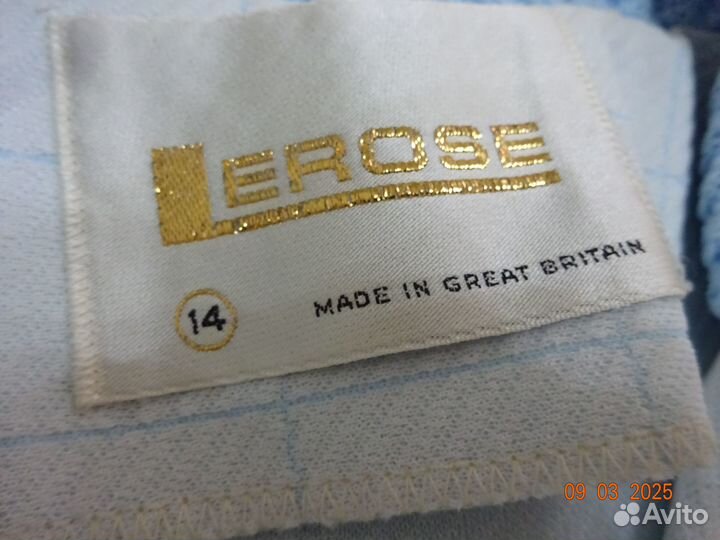 LEROSE
14
MADE IN GREAT BRITAIN
09 03 2025
Avito